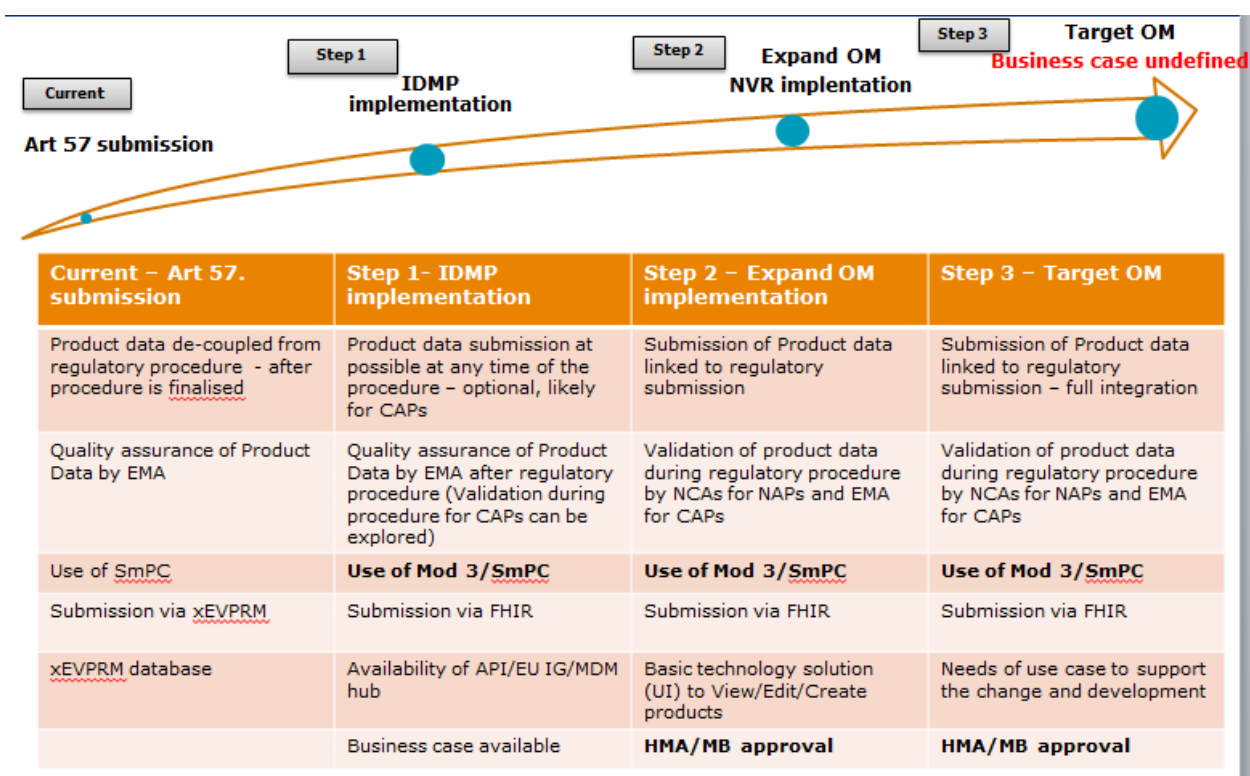 Current
Art 57 submission
Step 1
IDMP
implementation
Step 2
Expand OM
NVR implentation
Step 3
Target OM
Business case undefined
Current – Art 57.
submission
Step 1- IDMP
implementation
Step 2 – Expand OM
implementation
Step 3 – Target OM
Product data de-coupled from
regulatory procedure  - after
procedure is finalised
Product data submission at
possible at any time of the
procedure – optional, likely
for CAPs
Submission of Product data
linked to regulatory
submission
Submission of Product data
linked to regulatory
submission – full integration
Quality assurance of Product
Data by EMA
Quality assurance of Product
Data by EMA after regulatory
procedure (Validation during
procedure for CAPs can be
explored)
Validation of product data
during regulatory procedure
by NCAs for NAPs and EMA
for CAPs
Validation of product data
during regulatory procedure
by NCAs for NAPs and EMA
for CAPs
Use of SmPC
Use of Mod 3/SmPC
Use of Mod 3/SmPC
Use of Mod 3/SmPC
Submission via xEVPRM
Submission via FHIR
Submission via FHIR
Submission via FHIR
xEVPRM database
Availability of API/EU IG/MDM
hub
Basic technology solution
(UI) to View/Edit/Create
products
Needs of use case to support
the change and development
Business case available
HMA/MB approval
HMA/MB approval